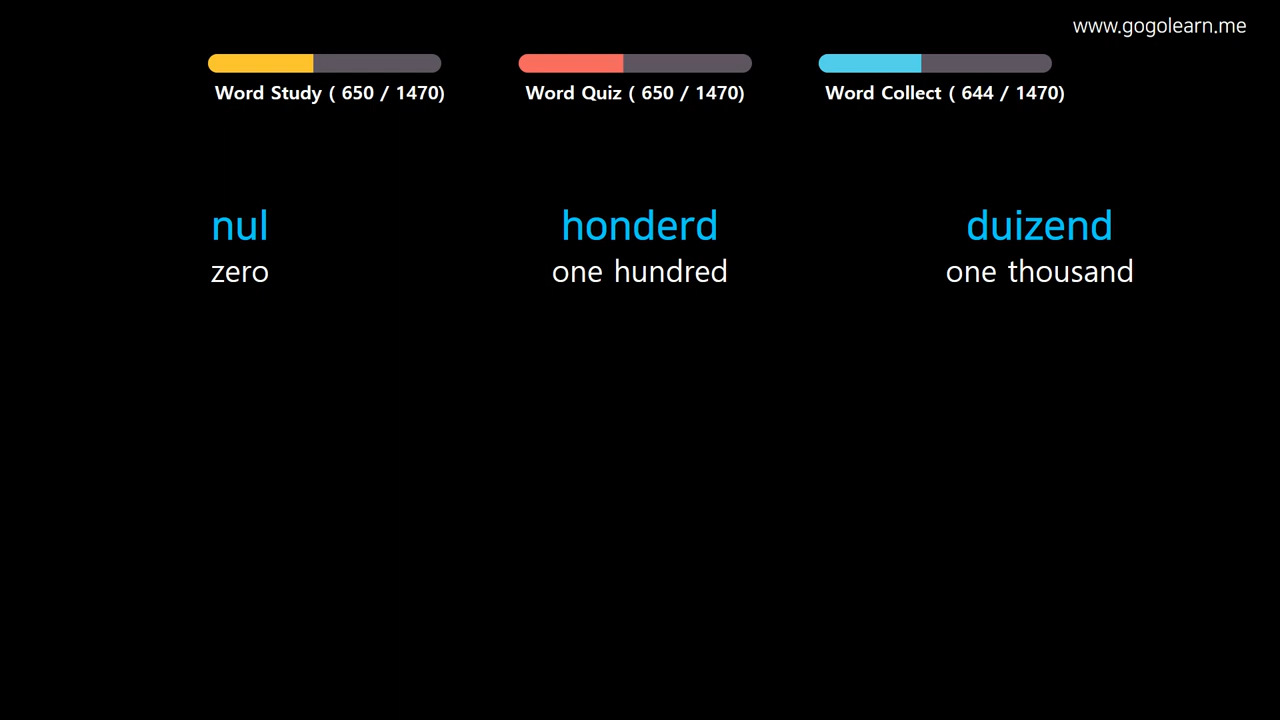 www.gogolearn.me
Word Study ( 650 / 1470)
Word Quiz ( 650 / 1470)
Word Collect ( 644 / 1470)
nul
zero
honderd
one hundred
duizend
one thousand